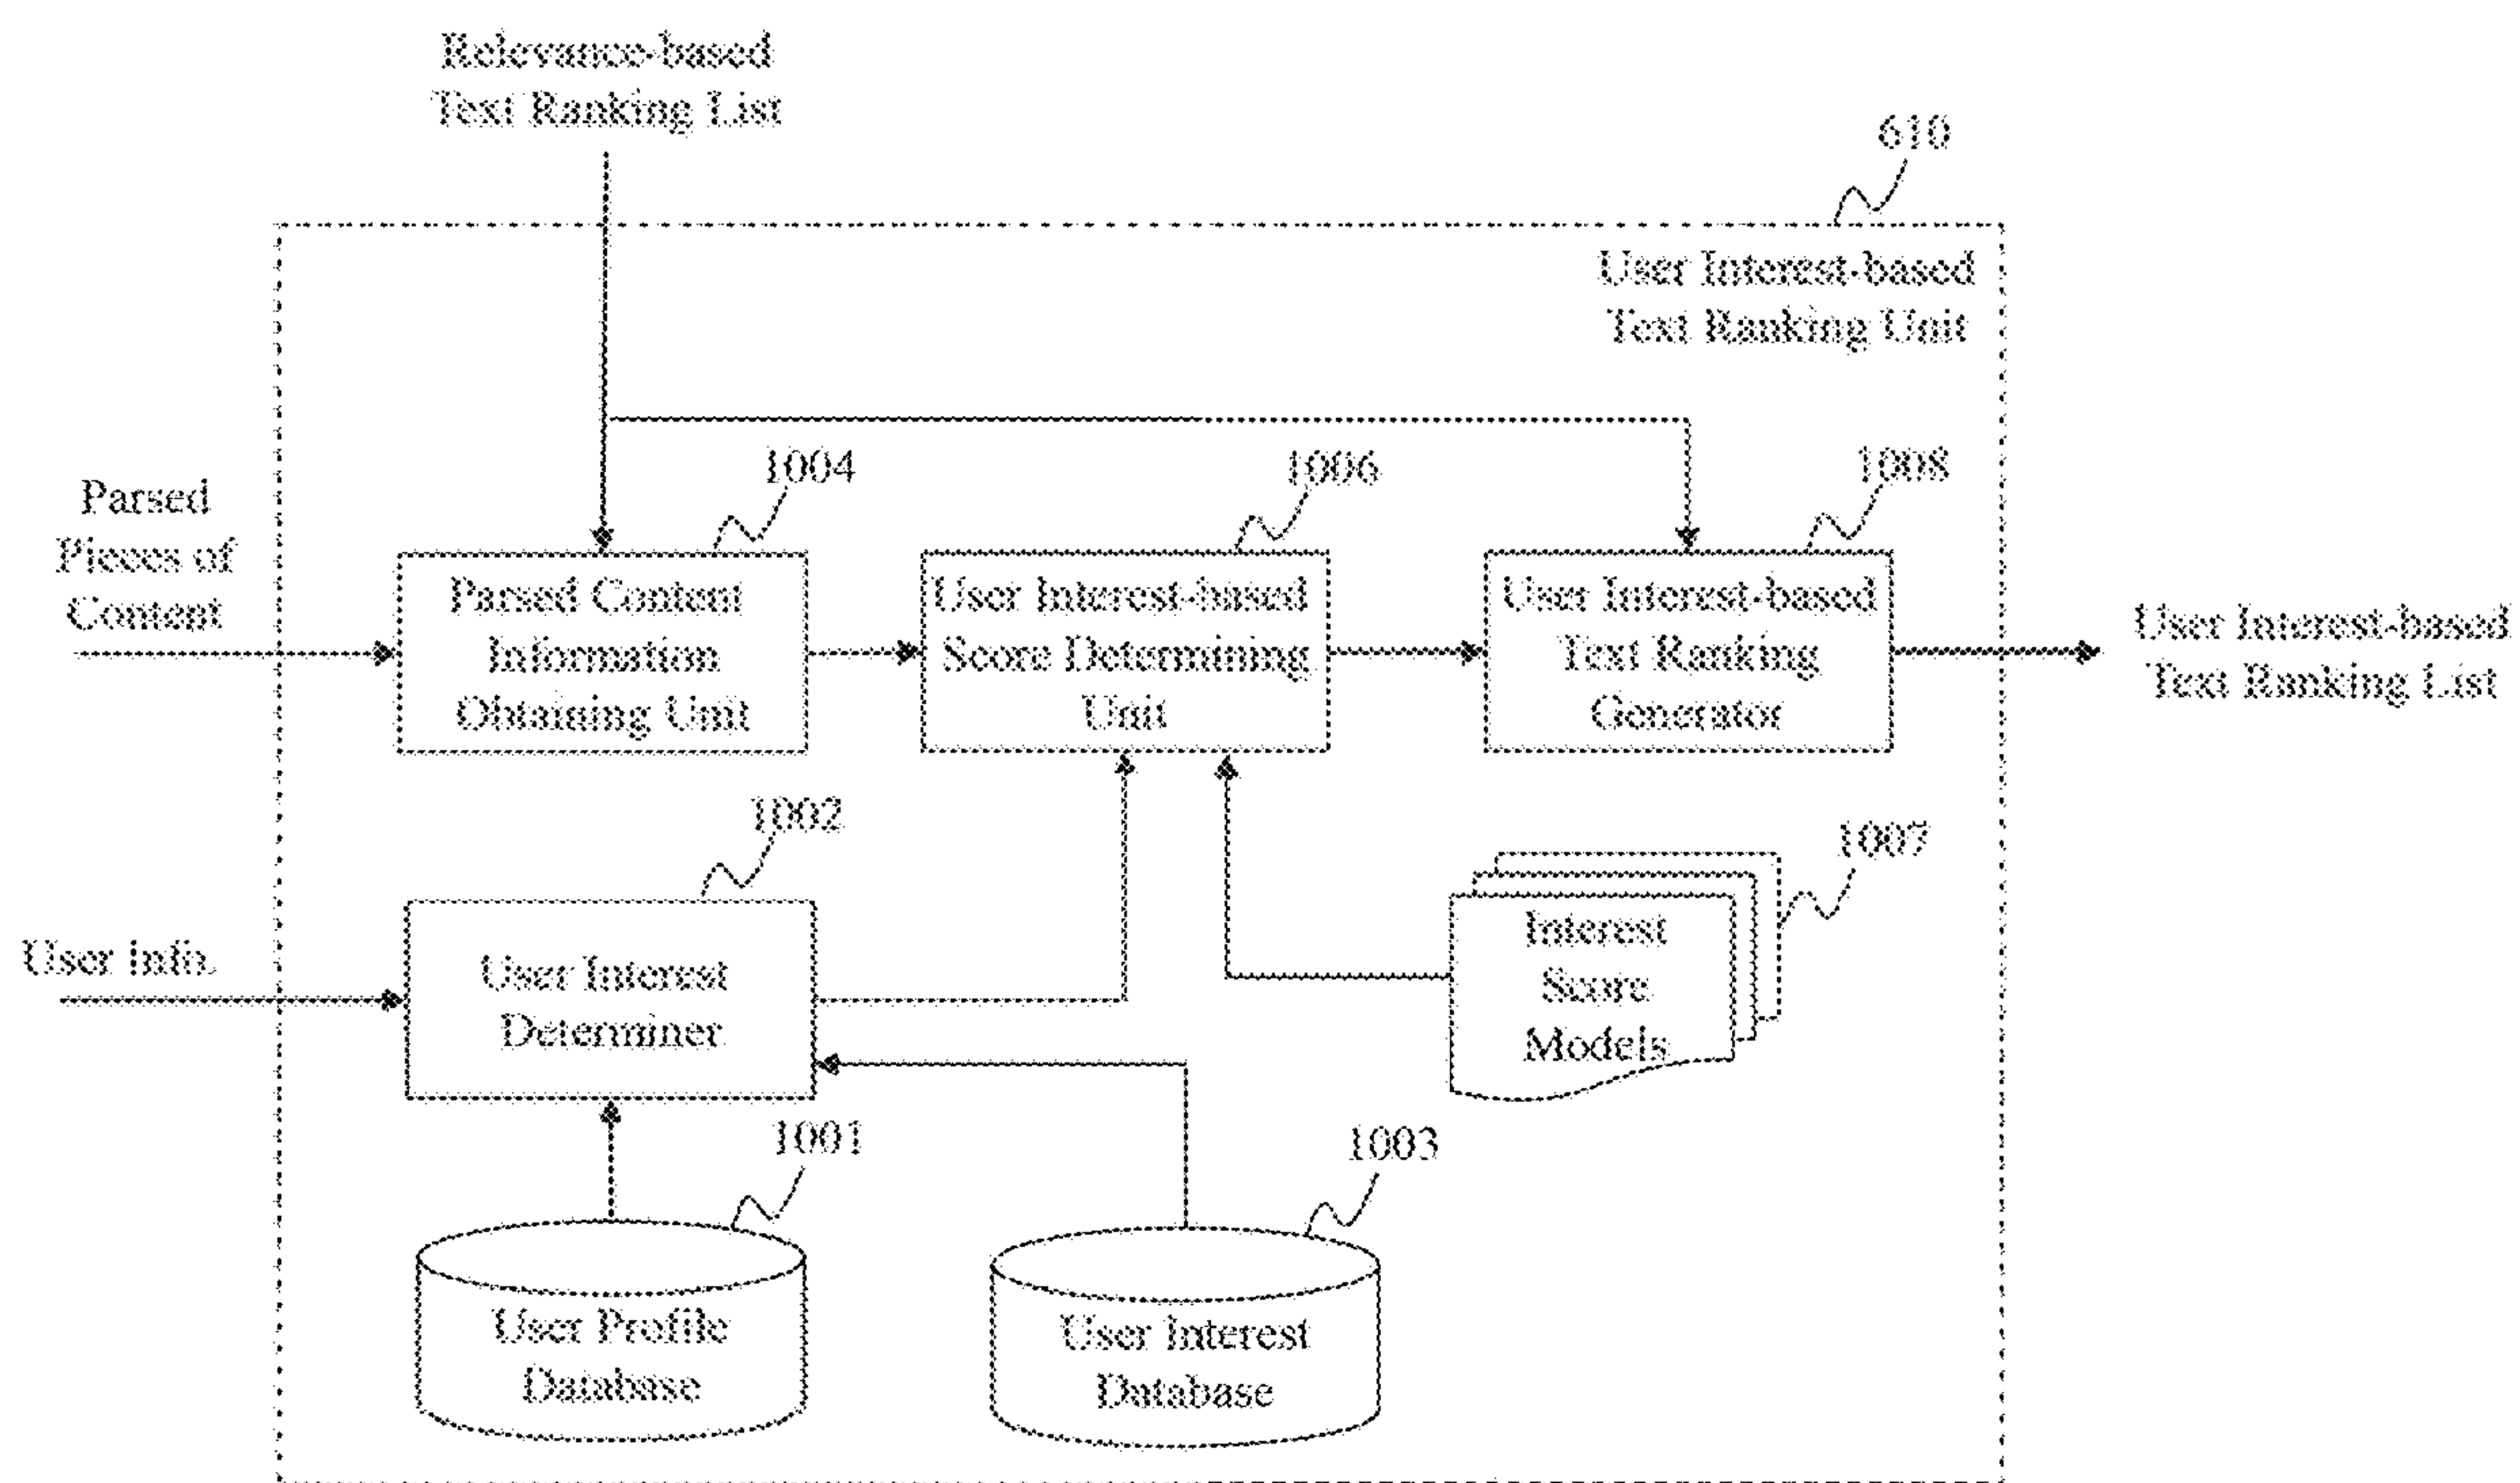 Relevance-based
Text Ranking List
610
User Interest-based
Text Ranking Unit
Parsed
Pieces of
Content
1004
1006
1008
Parsed Content
Information
Obtaining Unit
User Interest-based
Score Determining
Unit
User Interest-based
Text Ranking
Generator
User Interest-based
Text Ranking List
1002
1007
User Info.
User Interest
Determiner
Interest
Score
Models
1001
1003
User Profile
Database
User Interest
Database